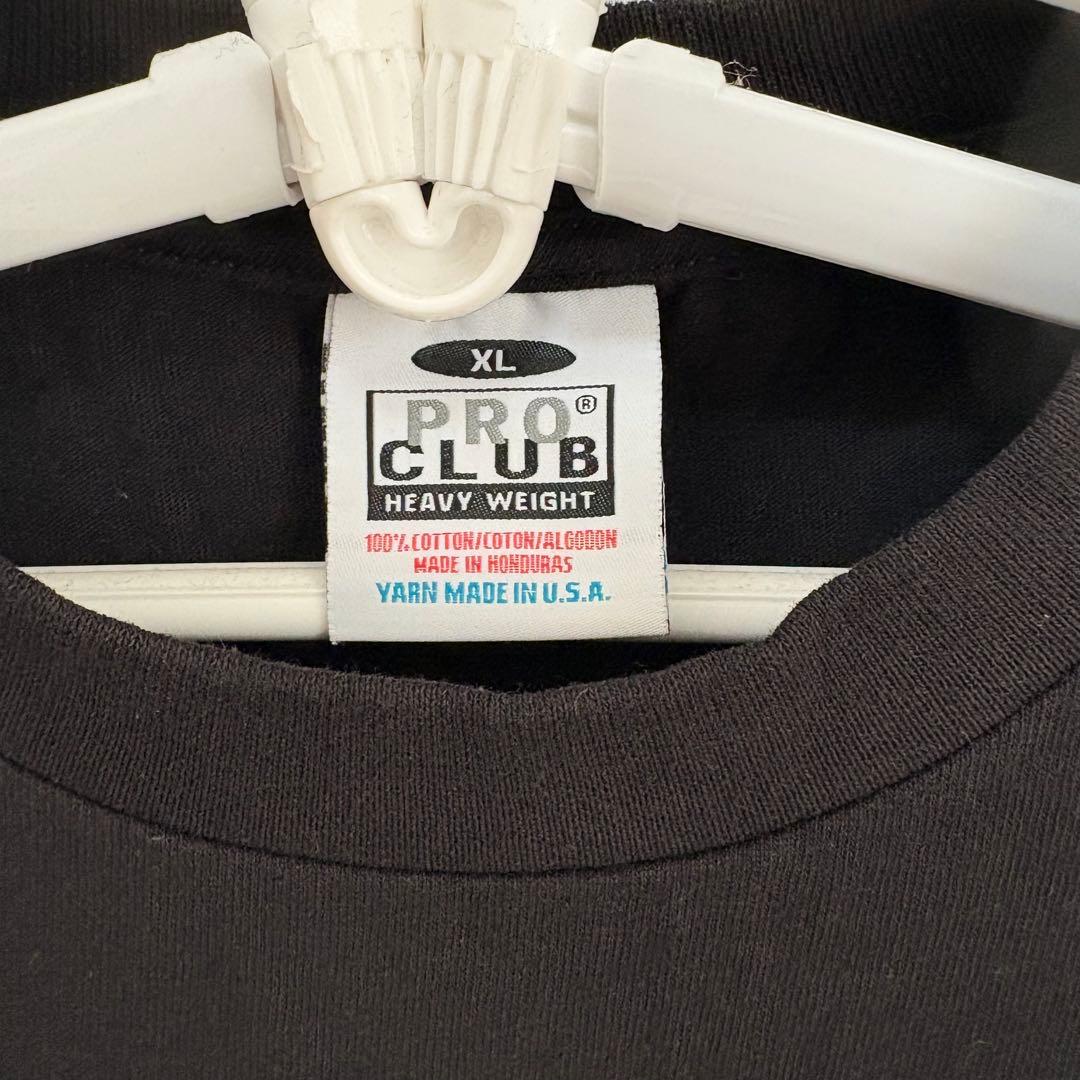 XL
PRO®
CLUB
HEAVY WEIGHT
100% COTTON/COTON/ALGODON
MADE IN HONDURAS
YARN MADE IN U.S.A.